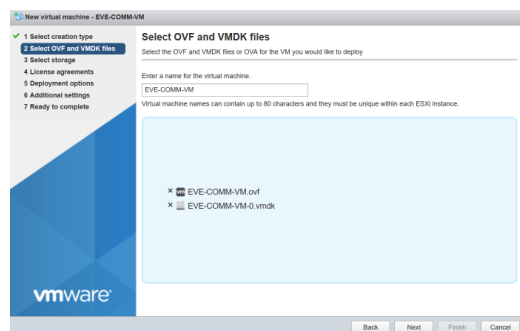 New virtual machine - EVE-COMM-VM
1 Select creation type
2 Select OVF and VMDK files
3 Select storage
4 License agreements
5 Deployment options
6 Additional settings
7 Ready to complete
Select OVF and VMDK files
Select the OVF and VMDK files or OVA for the VM you would like to deploy
Enter a name for the virtual machine.
EVE-COMM-VM
Virtual machine names can contain up to 80 characters and they must be unique within each ESXi instance.
× vm EVE-COMM-VM.ovf
× EVE-COMM-VM-0.vmdk
vmware®
Back Next Finish Cancel